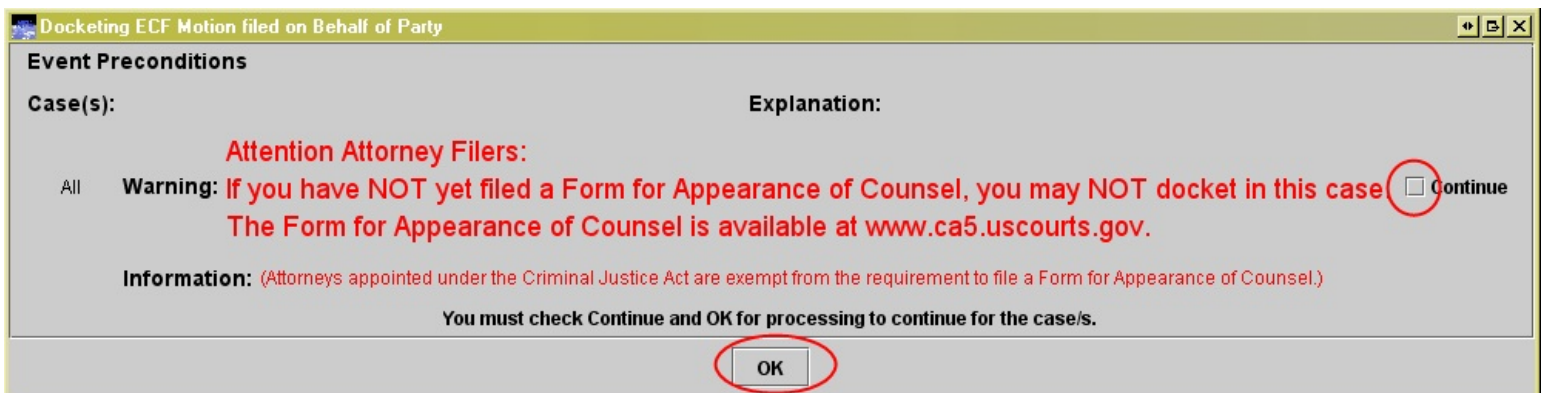 Docketing ECF Motion filed on Behalf of Party
Event Preconditions
Case(s): Explanation:
Attention Attorney Filers:
All Warning: If you have NOT yet filed a Form for Appearance of Counsel, you may NOT docket in this case. Continue
The Form for Appearance of Counsel is available at www.ca5.uscourts.gov.
Information: (Attorneys appointed under the Criminal Justice Act are exempt from the requirement to file a Form for Appearance of Counsel.)
You must check Continue and OK for processing to continue for the case/s.
OK